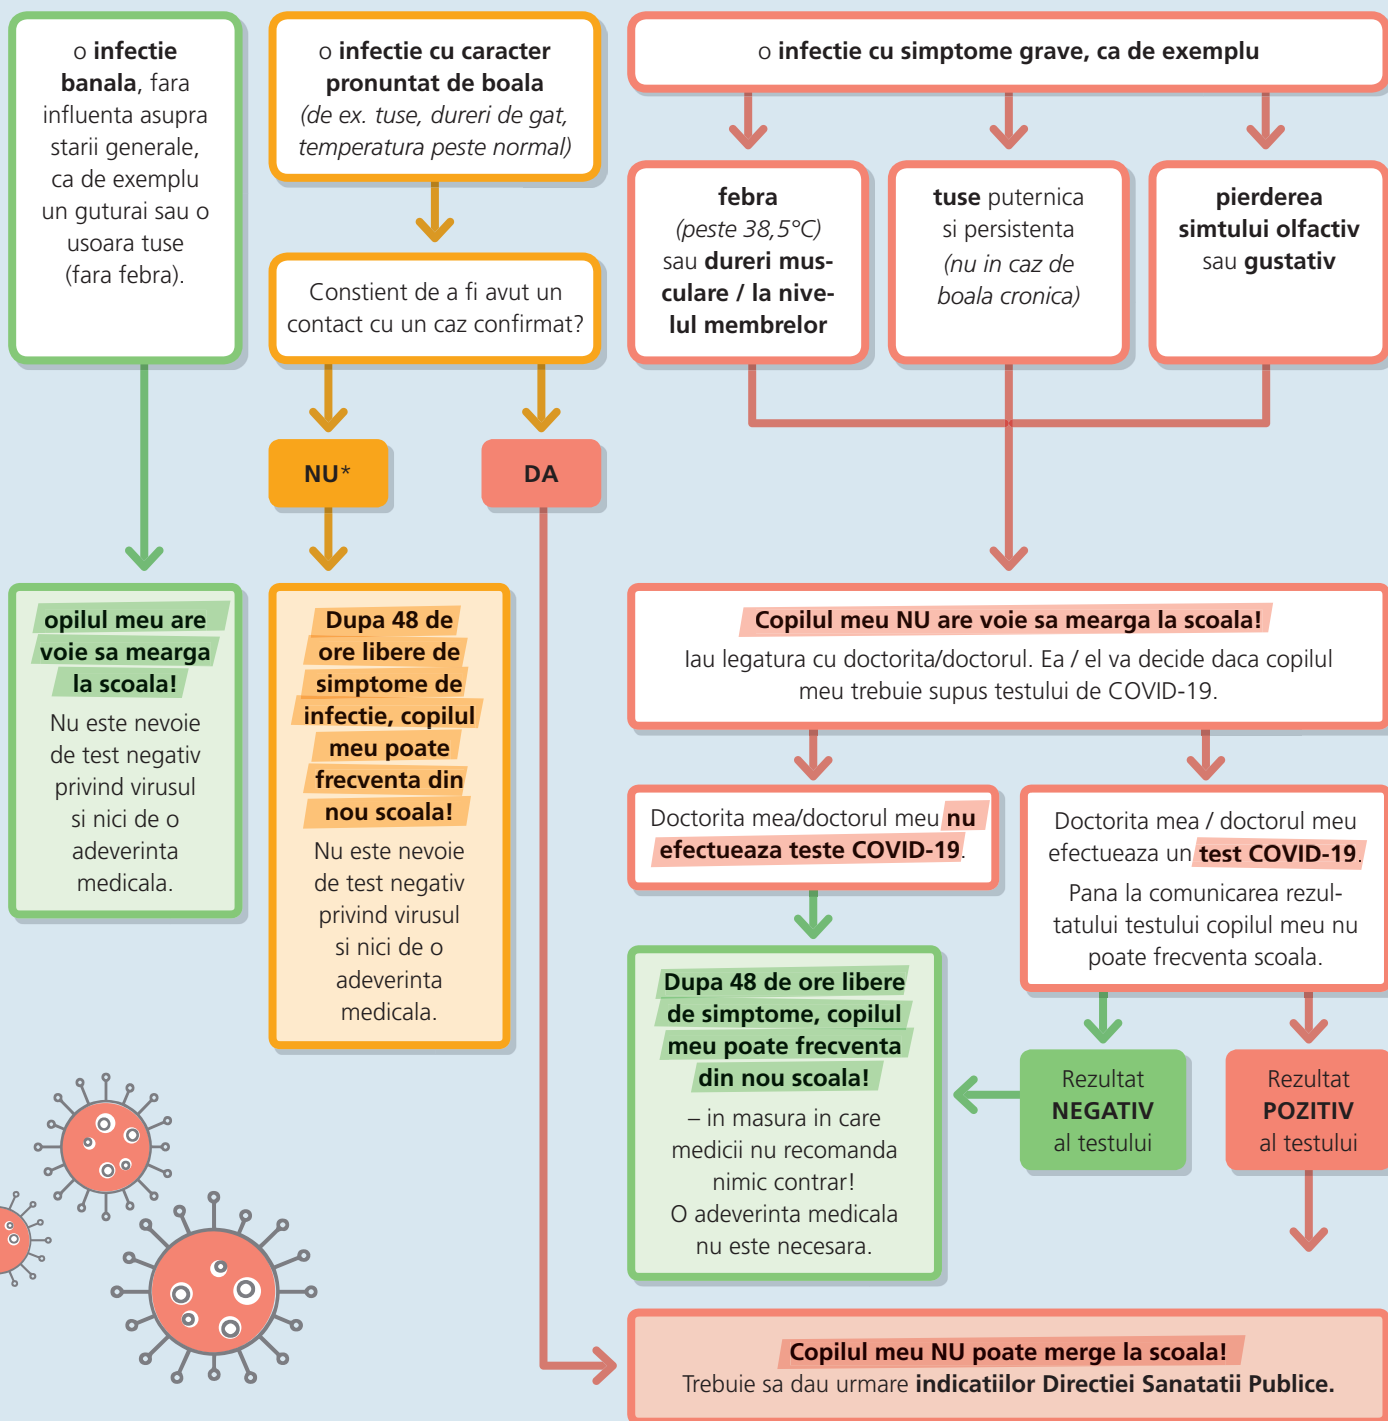 o infectie
banala, fara
influenta asupra
starii generale,
ca de exemplu
un guturai sau o
usoara tuse
(fara febra).
o infectie cu caracter
pronuntat de boala
(de ex. tuse, dureri de gat,
temperatura peste normal)
Constient de a fi avut un
contact cu un caz confirmat?
NU*
DA
o infectie cu simptome grave, ca de exemplu
febra
(peste 38,5°C)
sau dureri mus-
culare / la nive-
lul membrelor
tuse puternica
si persistenta
(nu in caz de
boala cronica)
pierderea
simtului olfactiv
sau gustativ
opilul meu are
voie sa mearga
la scoala!
Nu este nevoie
de test negativ
privind virusul
si nici de o
adeverinta
medicala.
Dupa 48 de
ore libere de
simptome de
infectie, copilul
meu poate
frecventa din
nou scoala!
Nu este nevoie
de test negativ
privind virusul
si nici de o
adeverinta
medicala.
Copilul meu NU are voie sa mearga la scoala!
Iau legatura cu doctorita/doctorul. Ea / el va decide daca copilul
meu trebuie supus testului de COVID-19.
Doctorita mea/doctorul meu nu
efectueaza teste COVID-19.
Doctorita mea / doctorul meu
efectueaza un test COVID-19.
Pana la comunicarea rezul-
tatului testului copilul meu nu
poate frecventa scoala.
Dupa 48 de ore libere
de simptome, copilul
meu poate frecventa
din nou scoala!
– in masura in care
medicii nu recomanda
nimic contrar!
O adeverinta medicala
nu este necesara.
Rezultat
NEGATIV
al testului
Rezultat
POZITIV
al testului
Copilul meu NU poate merge la scoala!
Trebuie sa dau urmare indicatiilor Directiei Sanatatii Publice.